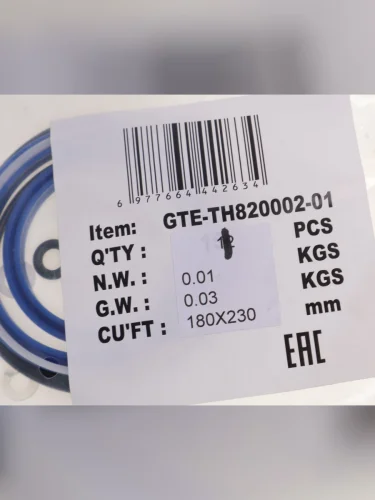 6 977664 442634
Item: GTE-TH820002-01
Q'TY : PCS
N.W. : 0.01 KGS
G.W. : 0.03 KGS
CU'FT : 180X230 mm
EAC